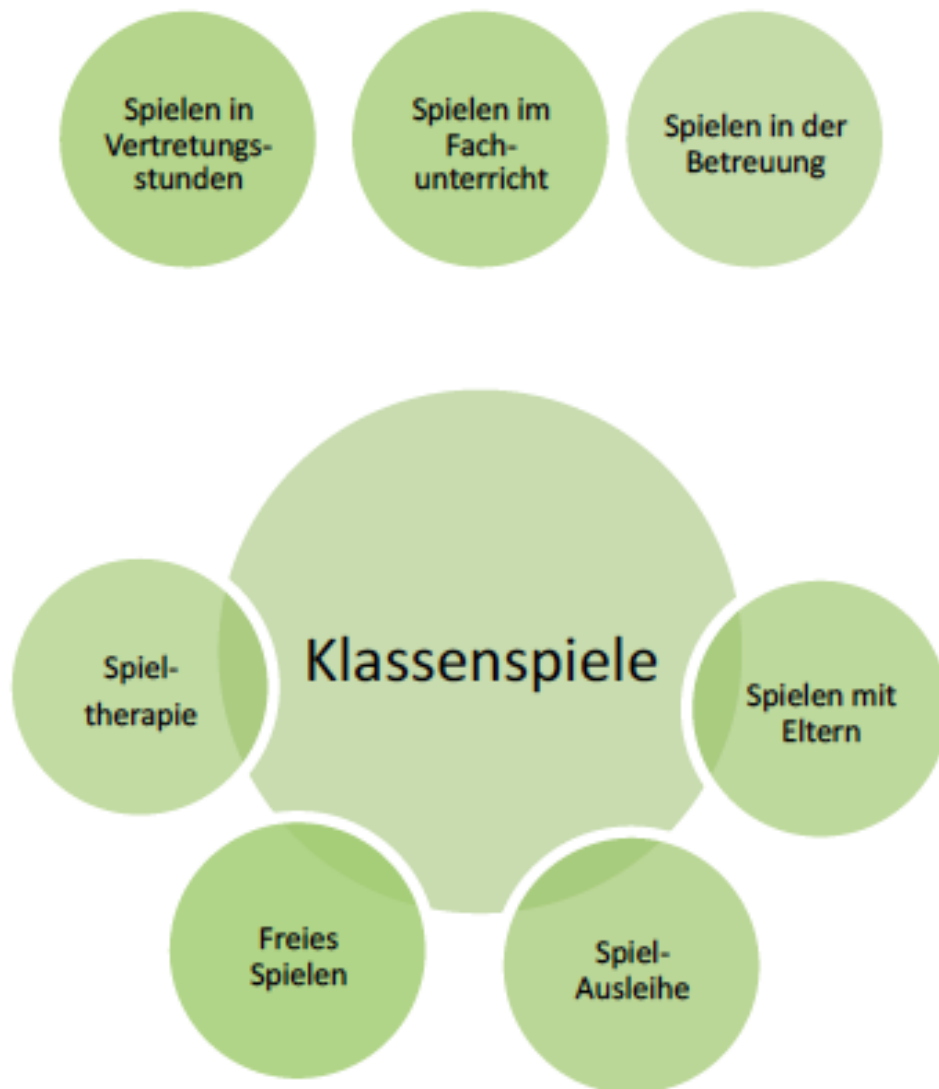 Spielen in
Vertretungs-
stunden
Spielen im
Fach-
unterricht
Spielen in der
Betreuung
Klassenspiele
Spiel-
therapie
Spielen mit
Eltern
Freies
Spielen
Spiel-
Ausleihe